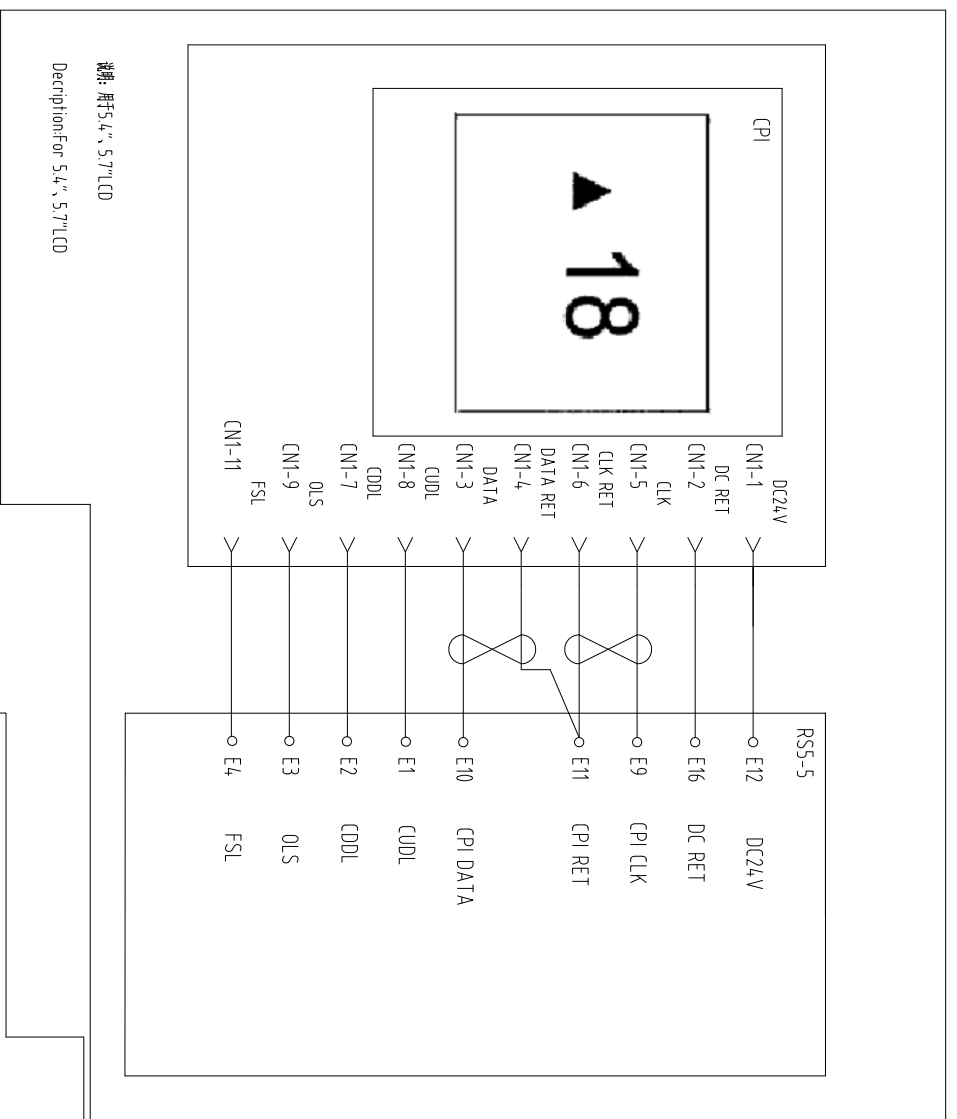 CPI
18
DC24V
CN1-1
DC RET
CN1-2
CLK
CN1-5
CLK RET
CN1-6
DATA RET
CN1-4
DATA
CN1-3
CUDL
CN1-8
CDDL
CN1-7
OLS
CN1-9
FSL
CN1-11
RS5-5
E12 DC24V
E16 DC RET
E9 CPI CLK
E11 CPI RET
E10 CPI DATA
E1 CUDL
E2 CDDL
E3 OLS
E4 FSL
说明: 用于5.4″、5.7"LCD
Decription:For 5.4″、5.7"LCD